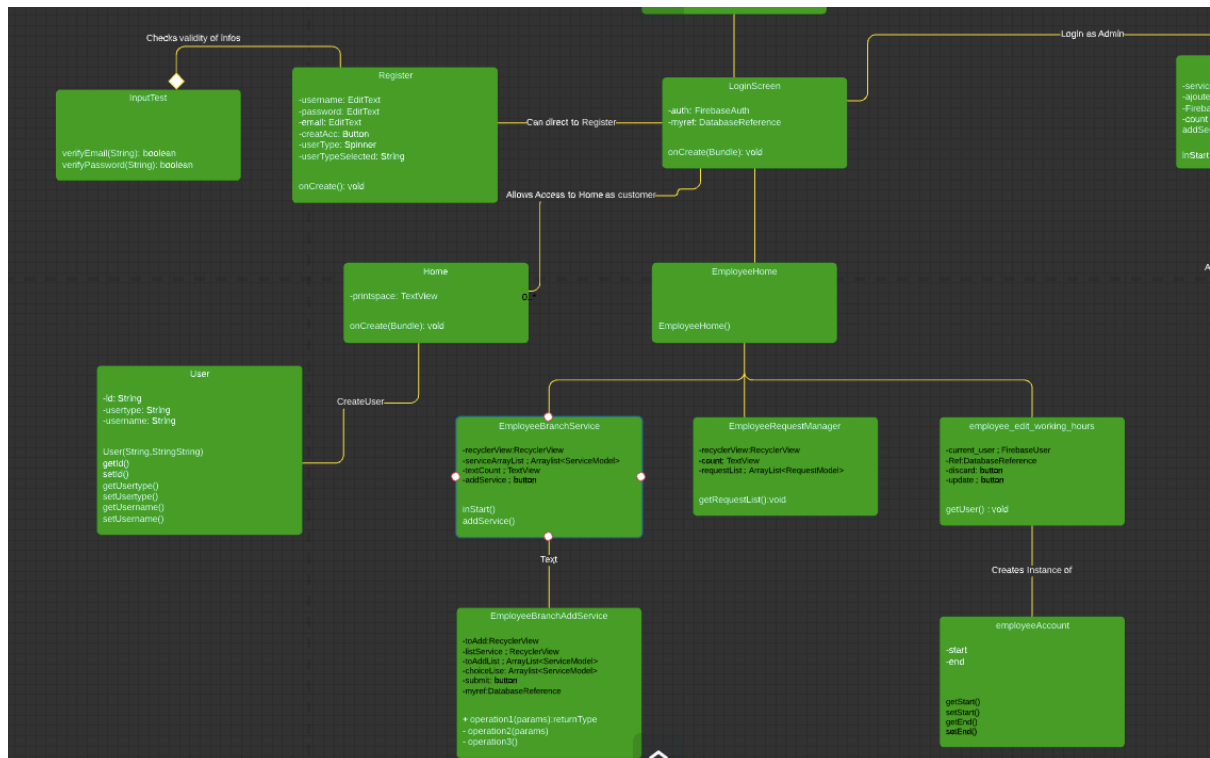 Checks validity of Infos
Login as Admin
Register
-username: EditText
-password: EditText
-email: EditText
-creatAcc: Button
-userType: Spinner
-userTypeSelected: String
onCreate(): void
InputTest
verifyEmail(String): boolean
verifyPassword(String): boolean
LoginScreen
-auth: FirebaseAuth
-myref: DatabaseReference
onCreate(Bundle): void
Can direct to Register
-servic
-ajoute
-Fireba
-count
addSe
inStart
Allows Access to Home as customer
Home
-printspace: TextView
onCreate(Bundle): void
0..*
EmployeeHome
EmployeeHome()
A
User
-id: String
-usertype: String
-username: String
User(String,StringString)
getId()
setId()
getUsertype()
setUsertype()
getUsername()
setUsername()
CreateUser
EmployeeBranchService
-recyclerView:RecyclerView
-serviceArrayList ; Arraylist<ServiceModel>
-textCount ; TextView
-addService ; button
inStart()
addService()
EmployeeRequestManager
-recyclerView:RecyclerView
-count: TextView
-requestList ; ArrayList<RequestModel>
getRequestList():void
employee_edit_working_hours
-current_user ; FirebaseUser
-Ref:DatabaseReference
-discard: button
-update ; button
getUser() : void
Text
Creates Instance of
EmployeeBranchAddService
-toAdd:RecyclerView
-listService ; RecyclerView
-toAddList ; ArrayList<ServiceModel>
-choiceLise: Arraylist<ServiceModel>
-submit: button
-myref:DatabaseReference
+ operation1(params):returnType
- operation2(params)
- operation3()
employeeAccount
-start
-end
getStart()
setStart()
getEnd()
setEnd()